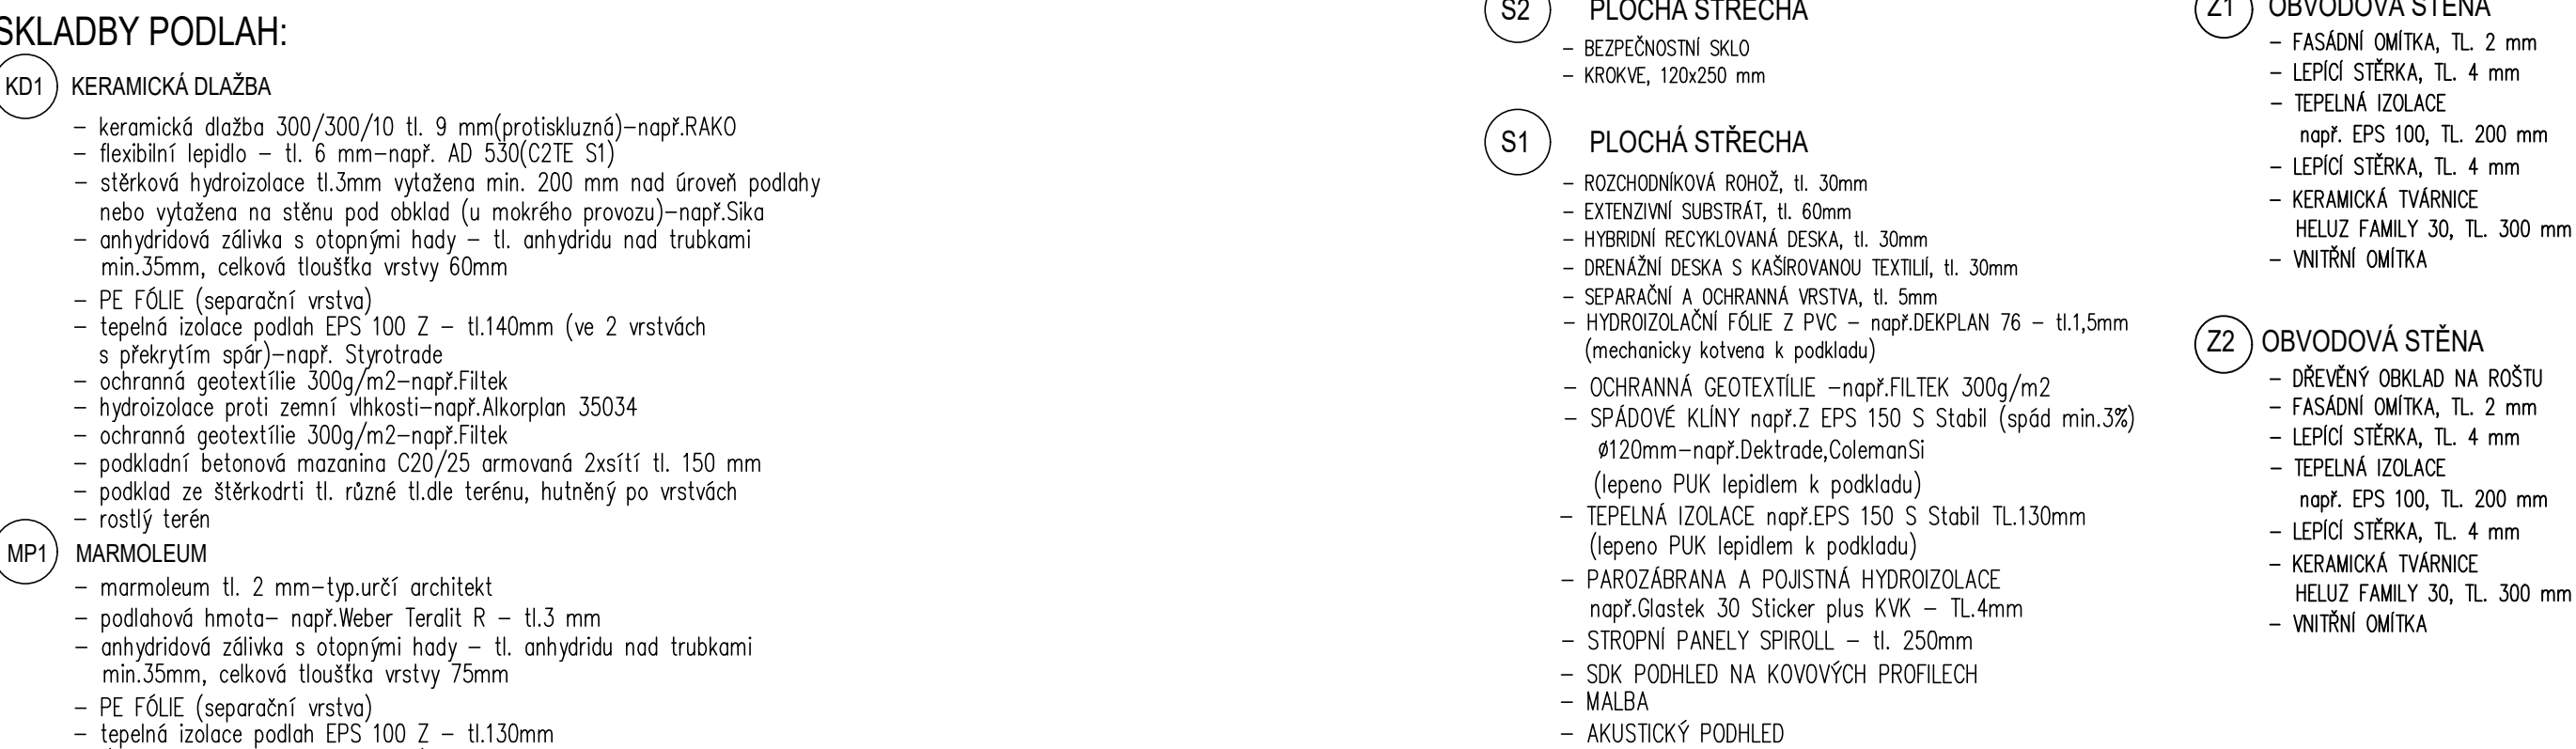 SKLADBY PODLAH:
KD1 KERAMICKÁ DLAŽBA
– keramická dlažba 300/300/10 tl. 9 mm(protiskluzná)–např.RAKO
– flexibilní lepidlo – tl. 6 mm–např. AD 530(C2TE S1)
– stěrková hydroizolace tl.3mm vytažena min. 200 mm nad úroveň podlahy
nebo vytažena na stěnu pod obklad (u mokrého provozu)–např.Sika
– anhydridová zálivka s otopnými hady – tl. anhydridu nad trubkami
min.35mm, celková tloušťka vrstvy 60mm
– PE FÓLIE (separační vrstva)
– tepelná izolace podlah EPS 100 Z – tl.140mm (ve 2 vrstvách
s překrytím spár)–např. Styrotrade
– ochranná geotextílie 300g/m2–např.Filtek
– hydroizolace proti zemní vlhkosti–např.Alkorplan 35034
– ochranná geotextílie 300g/m2–např.Filtek
– podkladní betonová mazanina C20/25 armovaná 2xsítí tl. 150 mm
– podklad ze štěrkodrti tl. různé tl.dle terénu, hutněný po vrstvách
– rostlý terén
MP1 MARMOLEUM
– marmoleum tl. 2 mm–typ.určí architekt
– podlahová hmota– např.Weber Teralit R – tl.3 mm
– anhydridová zálivka s otopnými hady – tl. anhydridu nad trubkami
min.35mm, celková tloušťka vrstvy 75mm
– PE FÓLIE (separační vrstva)
– tepelná izolace podlah EPS 100 Z – tl.130mm
S2 PLOCHÁ STŘECHA
– BEZPEČNOSTNÍ SKLO
– KROKVE, 120x250 mm
S1 PLOCHÁ STŘECHA
– ROZCHODNÍKOVÁ ROHOŽ, tl. 30mm
– EXTENZIVNÍ SUBSTRÁT, tl. 60mm
– HYBRIDNÍ RECYKLOVANÁ DESKA, tl. 30mm
– DRENÁŽNÍ DESKA S KAŠÍROVANOU TEXTILIÍ, tl. 30mm
– SEPARAČNÍ A OCHRANNÁ VRSTVA, tl. 5mm
– HYDROIZOLAČNÍ FÓLIE Z PVC – např.DEKPLAN 76 – tl.1,5mm
(mechanicky kotvena k podkladu)
– OCHRANNÁ GEOTEXTÍLIE –např.FILTEK 300g/m2
– SPÁDOVÉ KLÍNY např.Z EPS 150 S Stabil (spád min.3%)
ø120mm–např.Dektrade,ColemanSi
(lepeno PUK lepidlem k podkladu)
– TEPELNÁ IZOLACE např.EPS 150 S Stabil TL.130mm
(lepeno PUK lepidlem k podkladu)
– PAROZÁBRANA A POJISTNÁ HYDROIZOLACE
např.Glastek 30 Sticker plus KVK – TL.4mm
– STROPNÍ PANELY SPIROLL – tl. 250mm
– SDK PODHLED NA KOVOVÝCH PROFILECH
– MALBA
– AKUSTICKÝ PODHLED
Z1 OBVODOVÁ STĚNA
– FASÁDNÍ OMÍTKA, TL. 2 mm
– LEPÍCÍ STĚRKA, TL. 4 mm
– TEPELNÁ IZOLACE
např. EPS 100, TL. 200 mm
– LEPÍCÍ STĚRKA, TL. 4 mm
– KERAMICKÁ TVÁRNICE
HELUZ FAMILY 30, TL. 300 mm
– VNITŘNÍ OMÍTKA
Z2 OBVODOVÁ STĚNA
– DŘEVĚNÝ OBKLAD NA ROŠTU
– FASÁDNÍ OMÍTKA, TL. 2 mm
– LEPÍCÍ STĚRKA, TL. 4 mm
– TEPELNÁ IZOLACE
např. EPS 100, TL. 200 mm
– LEPÍCÍ STĚRKA, TL. 4 mm
– KERAMICKÁ TVÁRNICE
HELUZ FAMILY 30, TL. 300 mm
– VNITŘNÍ OMÍTKA